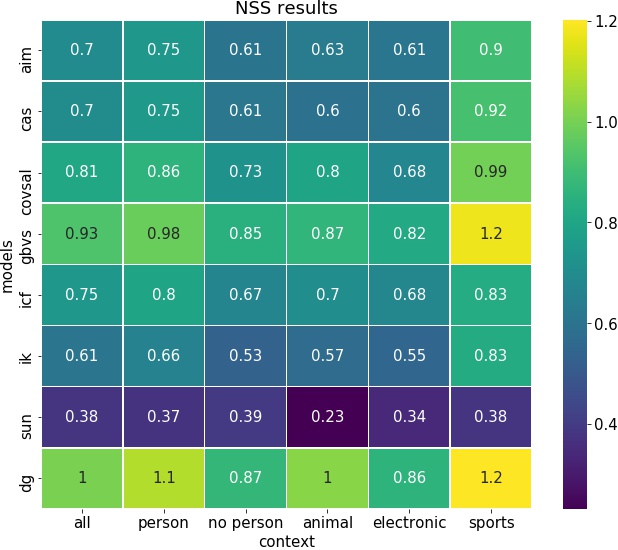 NSS results
models
aim 0.7 0.75 0.61 0.63 0.61 0.9
cas 0.7 0.75 0.61 0.6 0.6 0.92
covsal 0.81 0.86 0.73 0.8 0.68 0.99
gbvs 0.93 0.98 0.85 0.87 0.82 1.2
icf 0.75 0.8 0.67 0.7 0.68 0.83
ik 0.61 0.66 0.53 0.57 0.55 0.83
sun 0.38 0.37 0.39 0.23 0.34 0.38
dg 1 1.1 0.87 1 0.86 1.2
all person no person animal electronic sports
context
1.2
1.0
0.8
0.6
0.4